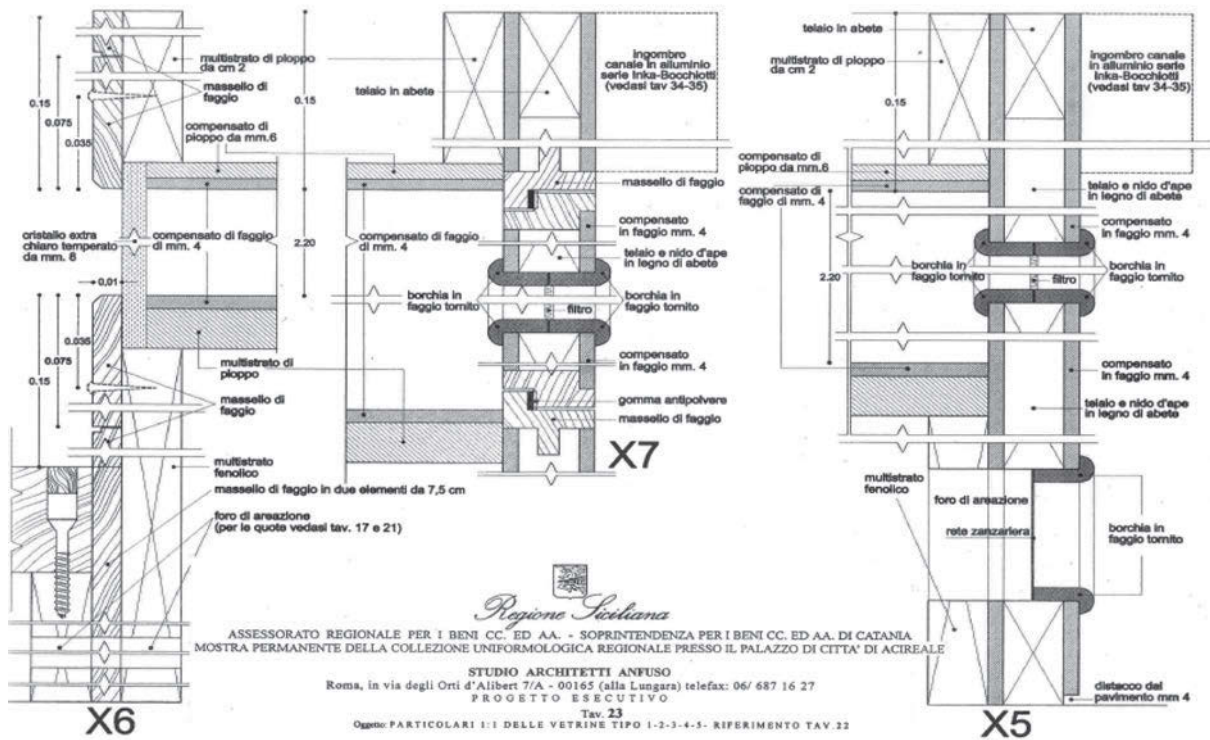 0.15
0.075
0.035
multistrato di pioppo
da cm 2
massello di
faggio
compensato di
pioppo da mm.6
cristallo extra
chiaro temperato
da mm. 8
compensato di faggio
di mm. 4
0,01
0.035
0.075
0.15
multistrato di
pioppo
massello di
faggio
multistrato
fenolico
massello di faggio in due elementi da 7,5 cm
foro di areazione
(per le quote vedasi tav. 17 e 21)
X6
0.15
2.20
telaio in abete
ingombro
canale in alluminio
serie Inka-Bocchiotti
(vedasi tav 34-35)
massello di faggio
compensato di faggio
di mm. 4
compensato
in faggio mm. 4
telaio e nido d'ape
in legno di abete
borchia in
faggio tornito
filtro
borchia in
faggio tornito
compensato
in faggio mm. 4
gomma antipolvere
massello di faggio
X7
telaio in abete
multistrato di pioppo
da cm 2
0.15
ingombro
canale in alluminio
serie Inka-Bocchiotti
(vedasi tav 34-35)
compensato di
pioppo da mm.6
compensato di
faggio di mm. 4
telaio e nido d'ape
in legno di abete
compensato
in faggio mm. 4
2.20
borchia in
faggio tornito
filtro
borchia in
faggio tornito
compensato
in faggio mm. 4
telaio e nido d'ape
in legno di abete
multistrato
fenolico
foro di areazione
rete zanzariera
borchia in
faggio tornito
distacco dal
pavimento mm 4
X5
Regione Siciliana
ASSESSORATO REGIONALE PER I BENI CC. ED AA. - SOPRINTENDENZA PER I BENI CC. ED AA. DI CATANIA
MOSTRA PERMANENTE DELLA COLLEZIONE UNIFORMOLOGICA REGIONALE PRESSO IL PALAZZO DI CITTA' DI ACIREALE
STUDIO ARCHITETTI ANFUSO
Roma, in via degli Orti d'Alibert 7/A - 00165 (alla Lungara) telefax: 06/ 687 16 27
PROGETTO ESECUTIVO
Tav. 23
Oggetto: PARTICOLARI 1:1 DELLE VETRINE TIPO 1-2-3-4-5- RIFERIMENTO TAV.22